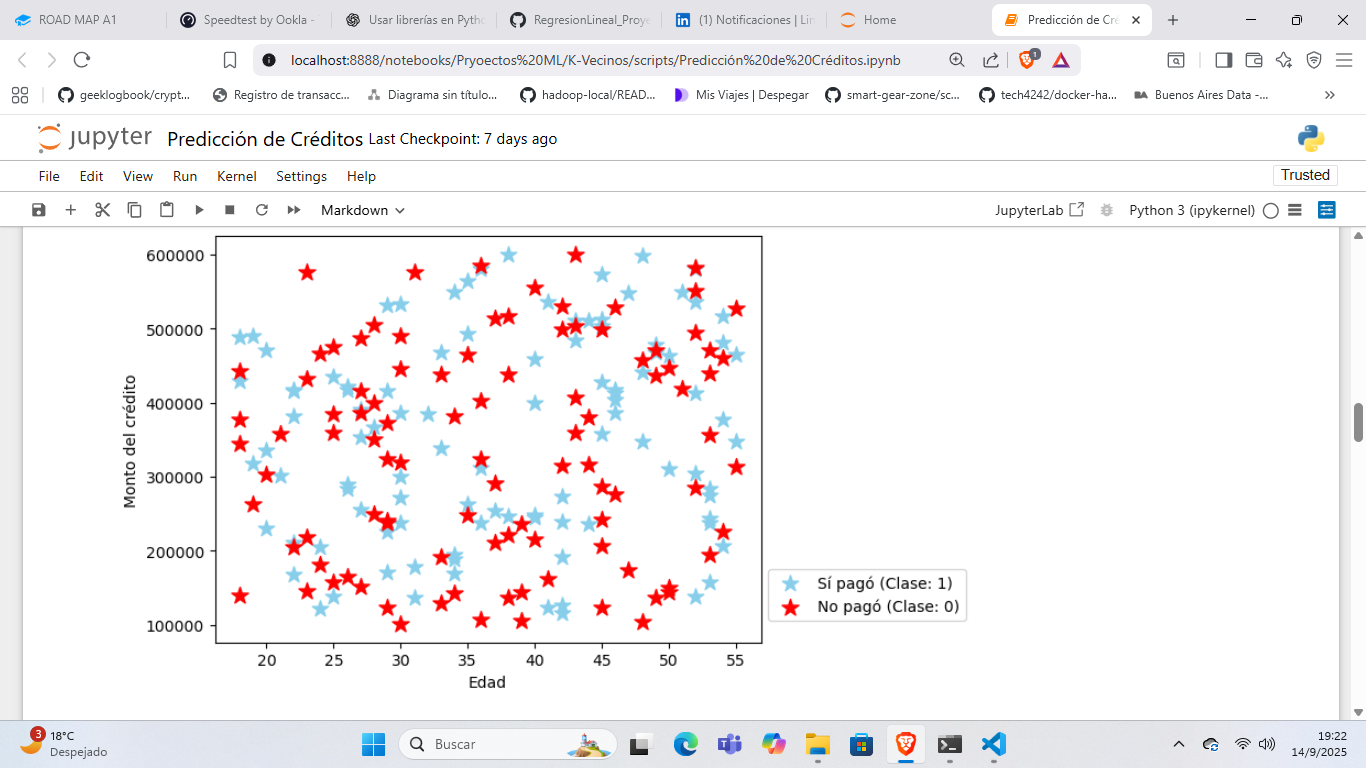 ROAD MAP A1
Speedtest by Ookla -
Usar librerías en Pytho
RegresionLineal_Proye
(1) Notificaciones | Lin
Home
Predicción de Cré
localhost:8888/notebooks/Pryoectos%20ML/K-Vecinos/scripts/Predicción%20de%20Créditos.ipynb
1
geeklogbook/crypt...
Registro de transacc...
Diagrama sin título...
hadoop-local/READ...
Mis Viajes | Despegar
smart-gear-zone/sc...
tech4242/docker-ha...
BA Buenos Aires Data -...
jupyter Predicción de Créditos Last Checkpoint: 7 days ago
File Edit View Run Kernel Settings Help
Trusted
Markdown
JupyterLab
Python 3 (ipykernel)
600000
500000
400000
300000
200000
100000
Monto del crédito
20 25 30 35 40 45 50 55
Edad
Sí pagó (Clase: 1)
No pagó (Clase: 0)
3
18°C
Despejado
Buscar
19:22
14/9/2025